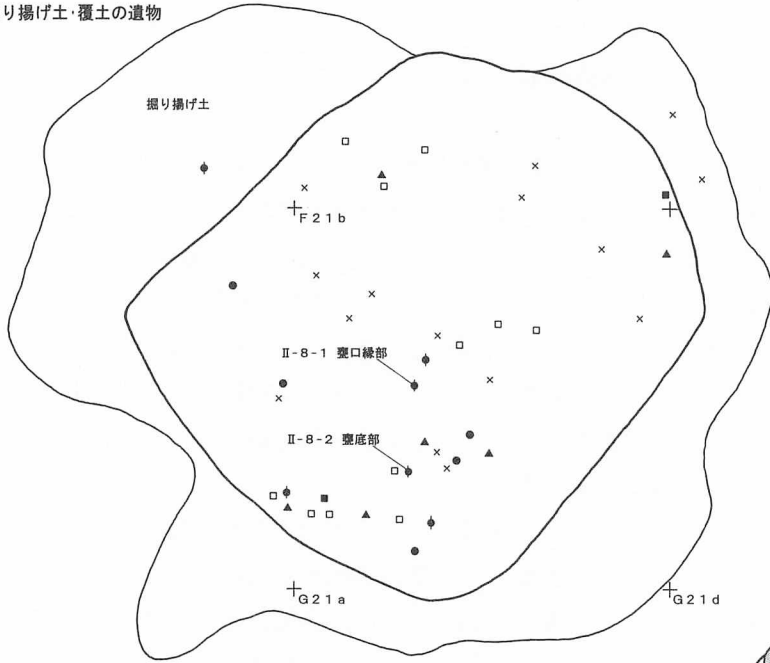 り揚げ土・覆土の遺物
掘り揚げ土
F21b
Ⅱ-8-1 甕口縁部
Ⅱ-8-2 甕底部
G21a
G21d